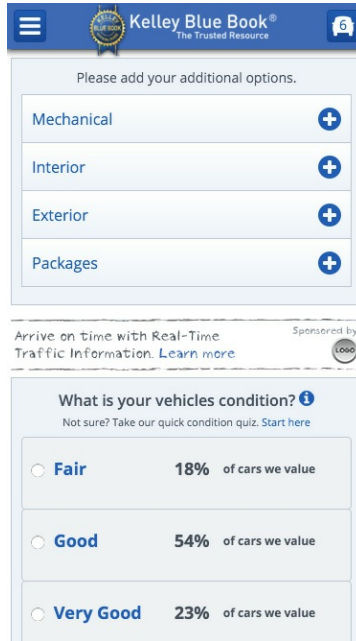 KELLEY
BLUE BOOK
Kelley Blue Book®
The Trusted Resource
6
Please add your additional options.
Mechanical
Interior
Exterior
Packages
Arrive on time with Real-Time
Traffic Information. Learn more
Sponsored by
LOGO
What is your vehicles condition?
Not sure? Take our quick condition quiz. Start here
Fair 18% of cars we value
Good 54% of cars we value
Very Good 23% of cars we value